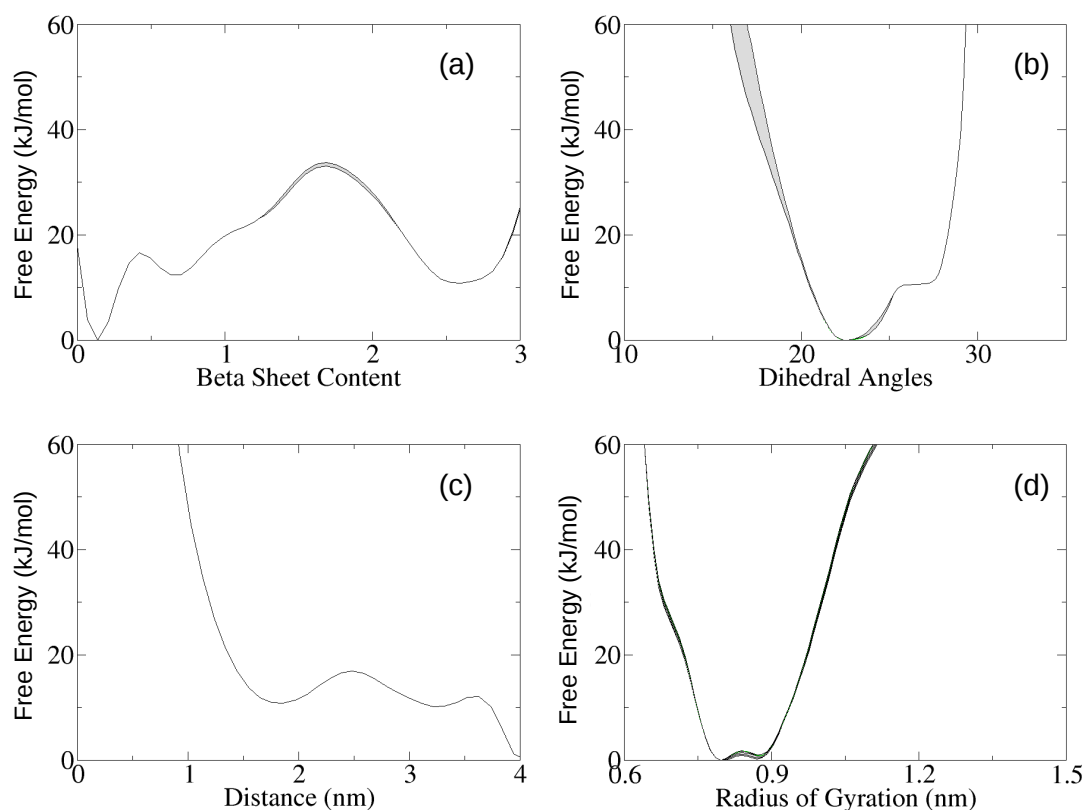 60
40
20
0
Free Energy (kJ/mol)
(a)
0 1 2 3
Beta Sheet Content
60
40
20
0
Free Energy (kJ/mol)
(b)
10 20 30
Dihedral Angles
60
40
20
0
Free Energy (kJ/mol)
(c)
0 1 2 3 4
Distance (nm)
60
40
20
0
Free Energy (kJ/mol)
(d)
0.6 0.9 1.2 1.5
Radius of Gyration (nm)